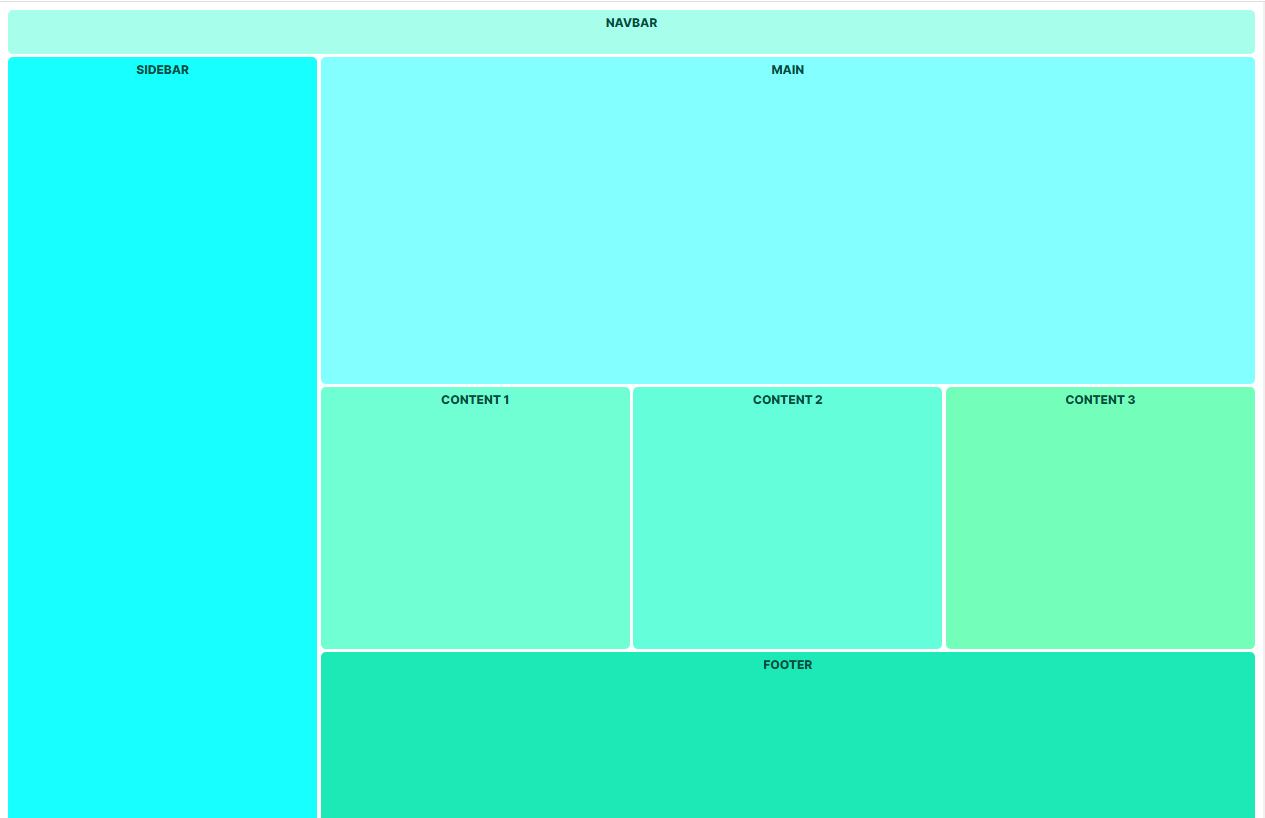 NAVBAR
SIDEBAR
MAIN
CONTENT 1
CONTENT 2
CONTENT 3
FOOTER